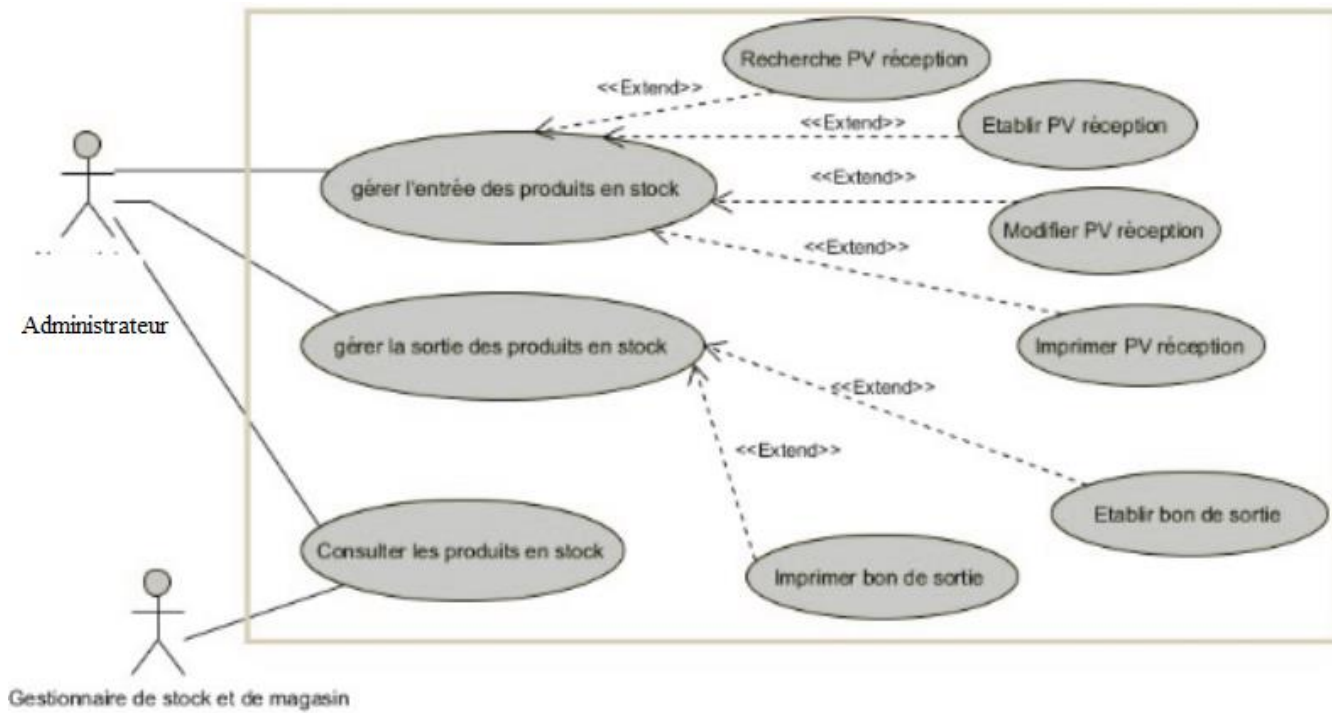 Recherche PV réception
<<Extend>>
Etablir PV réception
<<Extend>>
<<Extend>>
gérer l'entrée des produits en stock
Modifier PV rèception
<<Extend>>
Administrateur
gérer la sortie des produits en stock
Imprimer PV réception
<<Extend>>
<<Extend>>
Etablir bon de sortie
Consulter les produits en stock
Imprimer bon de sortie
Gestionnaire de stock et de magasin